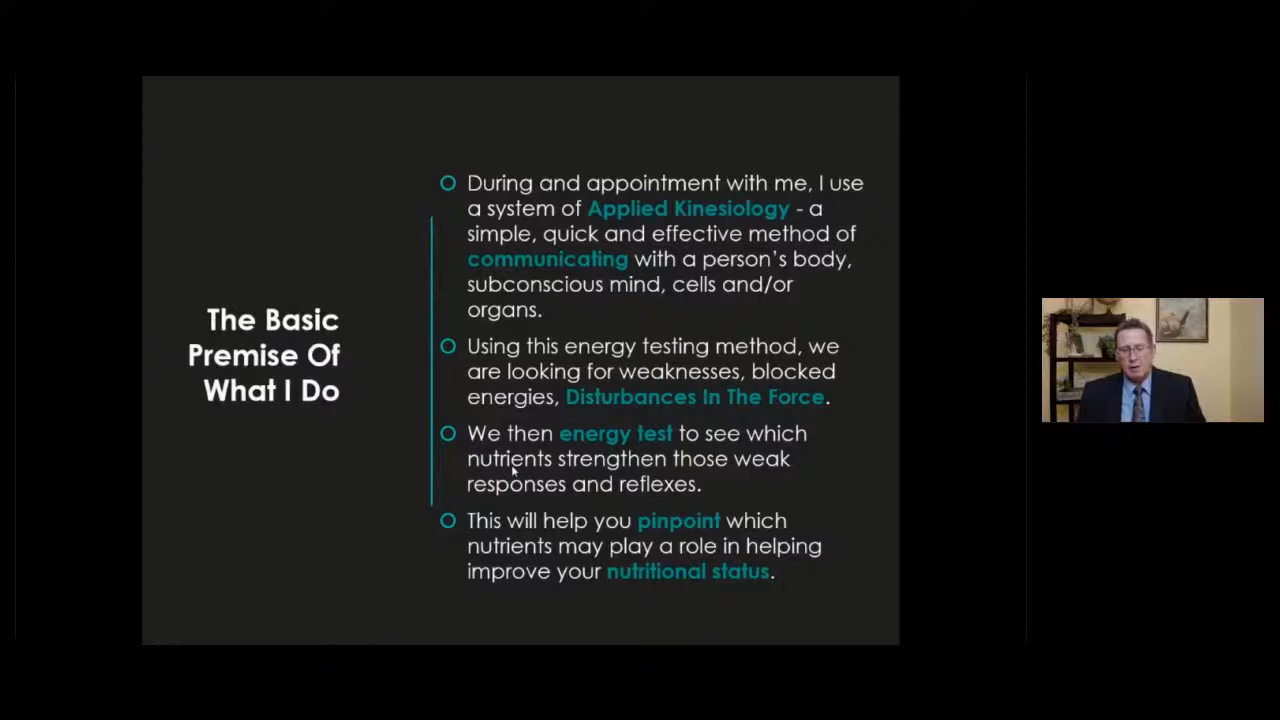 The Basic
Premise Of
What I Do
During and appointment with me, I use
a system of Applied Kinesiology - a
simple, quick and effective method of
communicating with a person's body,
subconscious mind, cells and/or
organs.
Using this energy testing method, we
are looking for weaknesses, blocked
energies, Disturbances In The Force.
We then energy test to see which
nutrients strengthen those weak
responses and reflexes.
This will help you pinpoint which
nutrients may play a role in helping
improve your nutritional status.